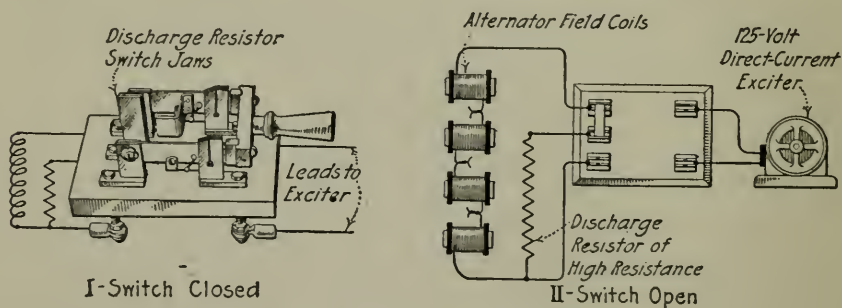 Discharge Resistor
Switch Jaws
Leads to
Exciter
I-Switch Closed
Alternator Field Coils
125-Volt
Direct-Current
Exciter
Discharge
Resistor of
High Resistance
II-Switch Open